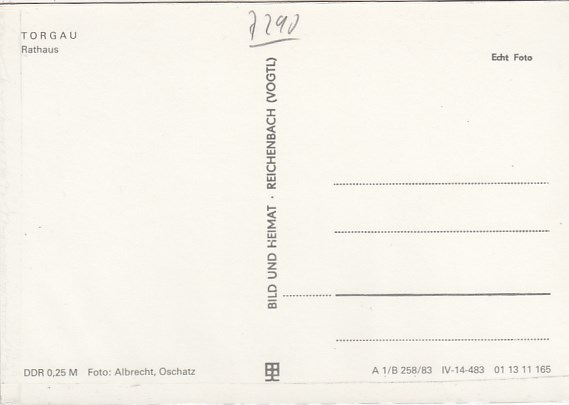 7290
TORGAU
Rathaus
Echt Foto
BILD UND HEIMAT · REICHENBACH (VOGTL)
DDR 0,25 M Foto: Albrecht, Oschatz
A 1/B 258/83 IV-14-483 01 13 11 165